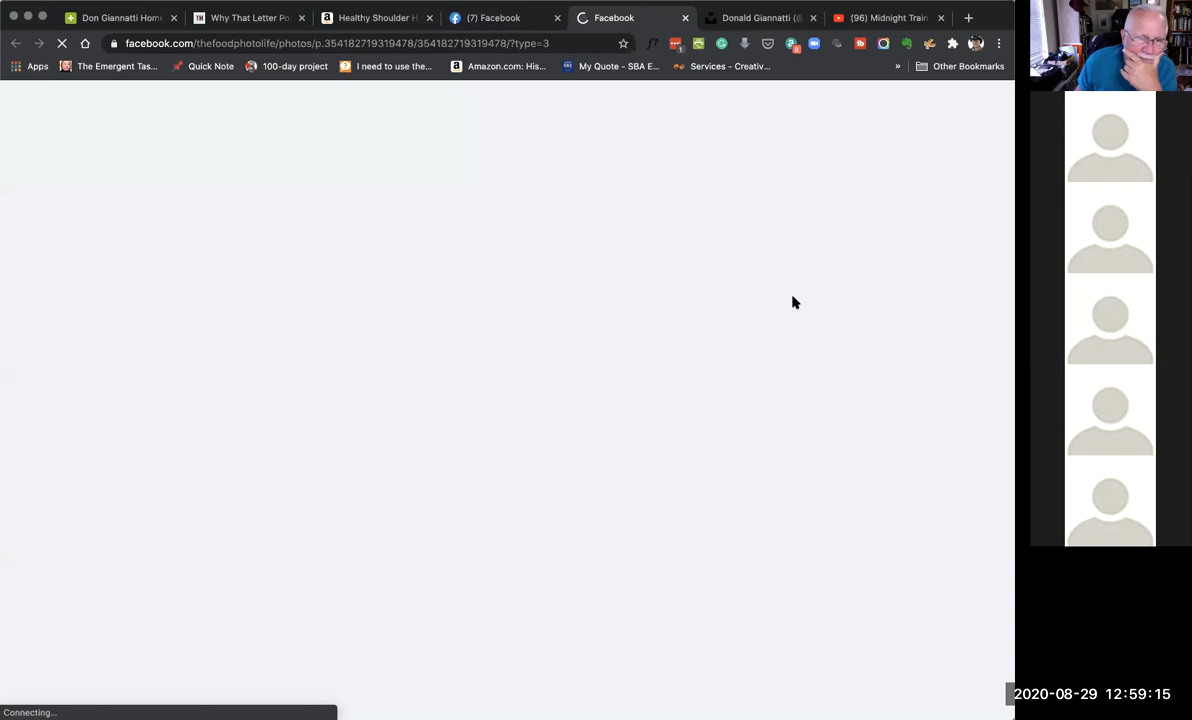 Don Giannatti Hom
Why That Letter Po
Healthy Shoulder H
(7) Facebook
Facebook
Donald Giannatti (@
(96) Midnight Train
facebook.com/thefoodphotolife/photos/p.354182719319478/354182719319478/?type=3
Apps
The Emergent Tas...
Quick Note
100-day project
I need to use the...
Amazon.com: His...
My Quote - SBA E...
Services - Creativ...
»
Other Bookmarks
2020-08-29 12:59:15
Connecting...